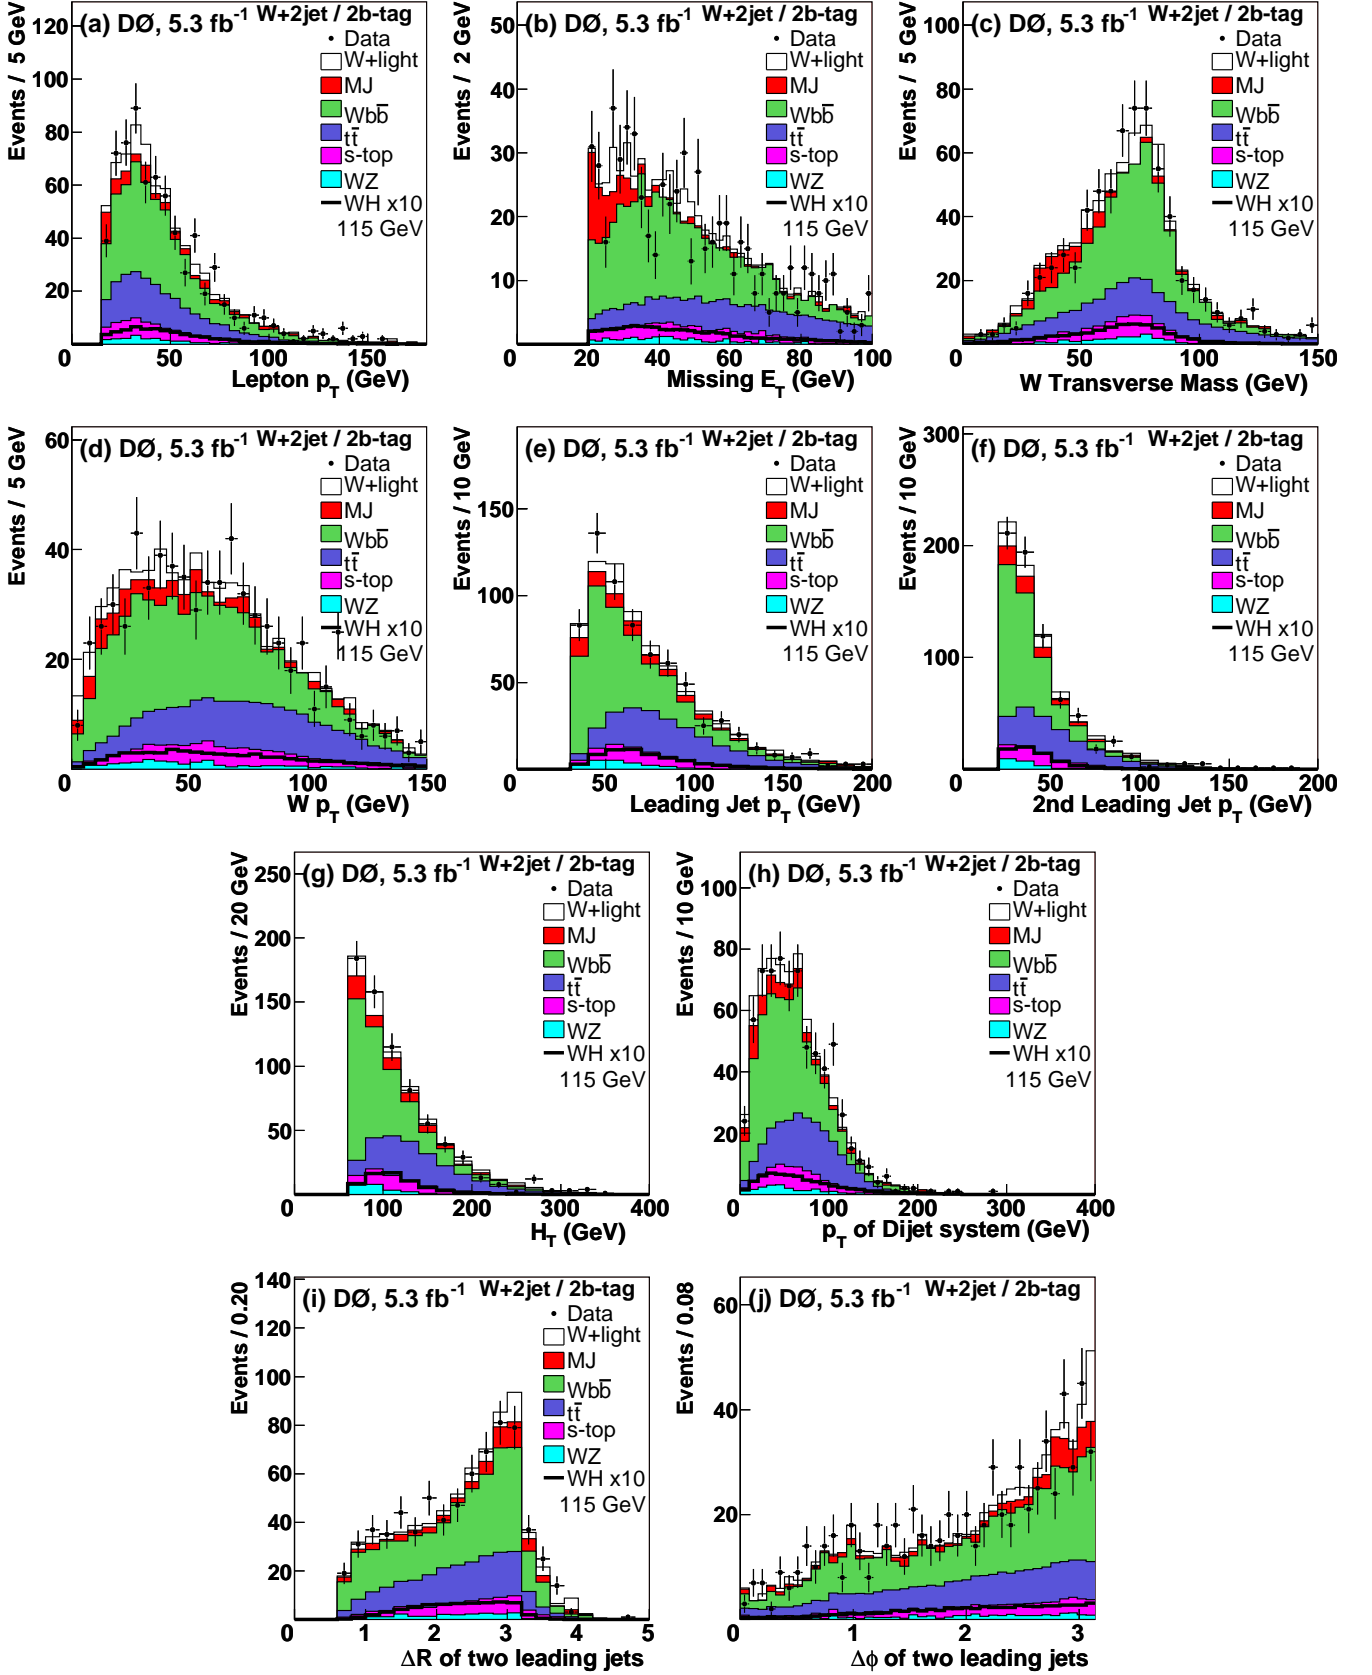 (a) DØ, 5.3 fb⁻¹ W+2jet / 2b-tag
Data
W+light
MJ
Wbb̄
tt̄
s-top
WZ
WH x10
115 GeV
Events / 5 GeV
120
100
80
60
40
20
0 50 100 150
Lepton p_T (GeV)
(b) DØ, 5.3 fb⁻¹ W+2jet / 2b-tag
Data
W+light
MJ
Wbb̄
tt̄
s-top
WZ
WH x10
115 GeV
Events / 2 GeV
50
40
30
20
10
0 20 40 60 80 100
Missing E_T (GeV)
(c) DØ, 5.3 fb⁻¹ W+2jet / 2b-tag
Data
W+light
MJ
Wbb̄
tt̄
s-top
WZ
WH x10
115 GeV
Events / 5 GeV
100
80
60
40
20
0 50 100 150
W Transverse Mass (GeV)
(d) DØ, 5.3 fb⁻¹ W+2jet / 2b-tag
Data
W+light
MJ
Wbb̄
tt̄
s-top
WZ
WH x10
115 GeV
Events / 5 GeV
60
40
20
0 50 100 150
W p_T (GeV)
(e) DØ, 5.3 fb⁻¹ W+2jet / 2b-tag
Data
W+light
MJ
Wbb̄
tt̄
s-top
WZ
WH x10
115 GeV
Events / 10 GeV
150
100
50
0 50 100 150 200
Leading Jet p_T (GeV)
(f) DØ, 5.3 fb⁻¹ W+2jet / 2b-tag
Data
W+light
MJ
Wbb̄
tt̄
s-top
WZ
WH x10
115 GeV
Events / 10 GeV
300
200
100
0 50 100 150 200
2nd Leading Jet p_T (GeV)
(g) DØ, 5.3 fb⁻¹ W+2jet / 2b-tag
Data
W+light
MJ
Wbb̄
tt̄
s-top
WZ
WH x10
115 GeV
Events / 20 GeV
250
200
150
100
50
0 100 200 300 400
H_T (GeV)
(h) DØ, 5.3 fb⁻¹ W+2jet / 2b-tag
Data
W+light
MJ
Wbb̄
tt̄
s-top
WZ
WH x10
115 GeV
Events / 10 GeV
100
80
60
40
20
0 100 200 300 400
p_T of Dijet system (GeV)
(i) DØ, 5.3 fb⁻¹ W+2jet / 2b-tag
Data
W+light
MJ
Wbb̄
tt̄
s-top
WZ
WH x10
115 GeV
Events / 0.20
140
120
100
80
60
40
20
0 1 2 3 4 5
ΔR of two leading jets
(j) DØ, 5.3 fb⁻¹ W+2jet / 2b-tag
Events / 0.08
60
40
20
0 1 2 3
Δϕ of two leading jets